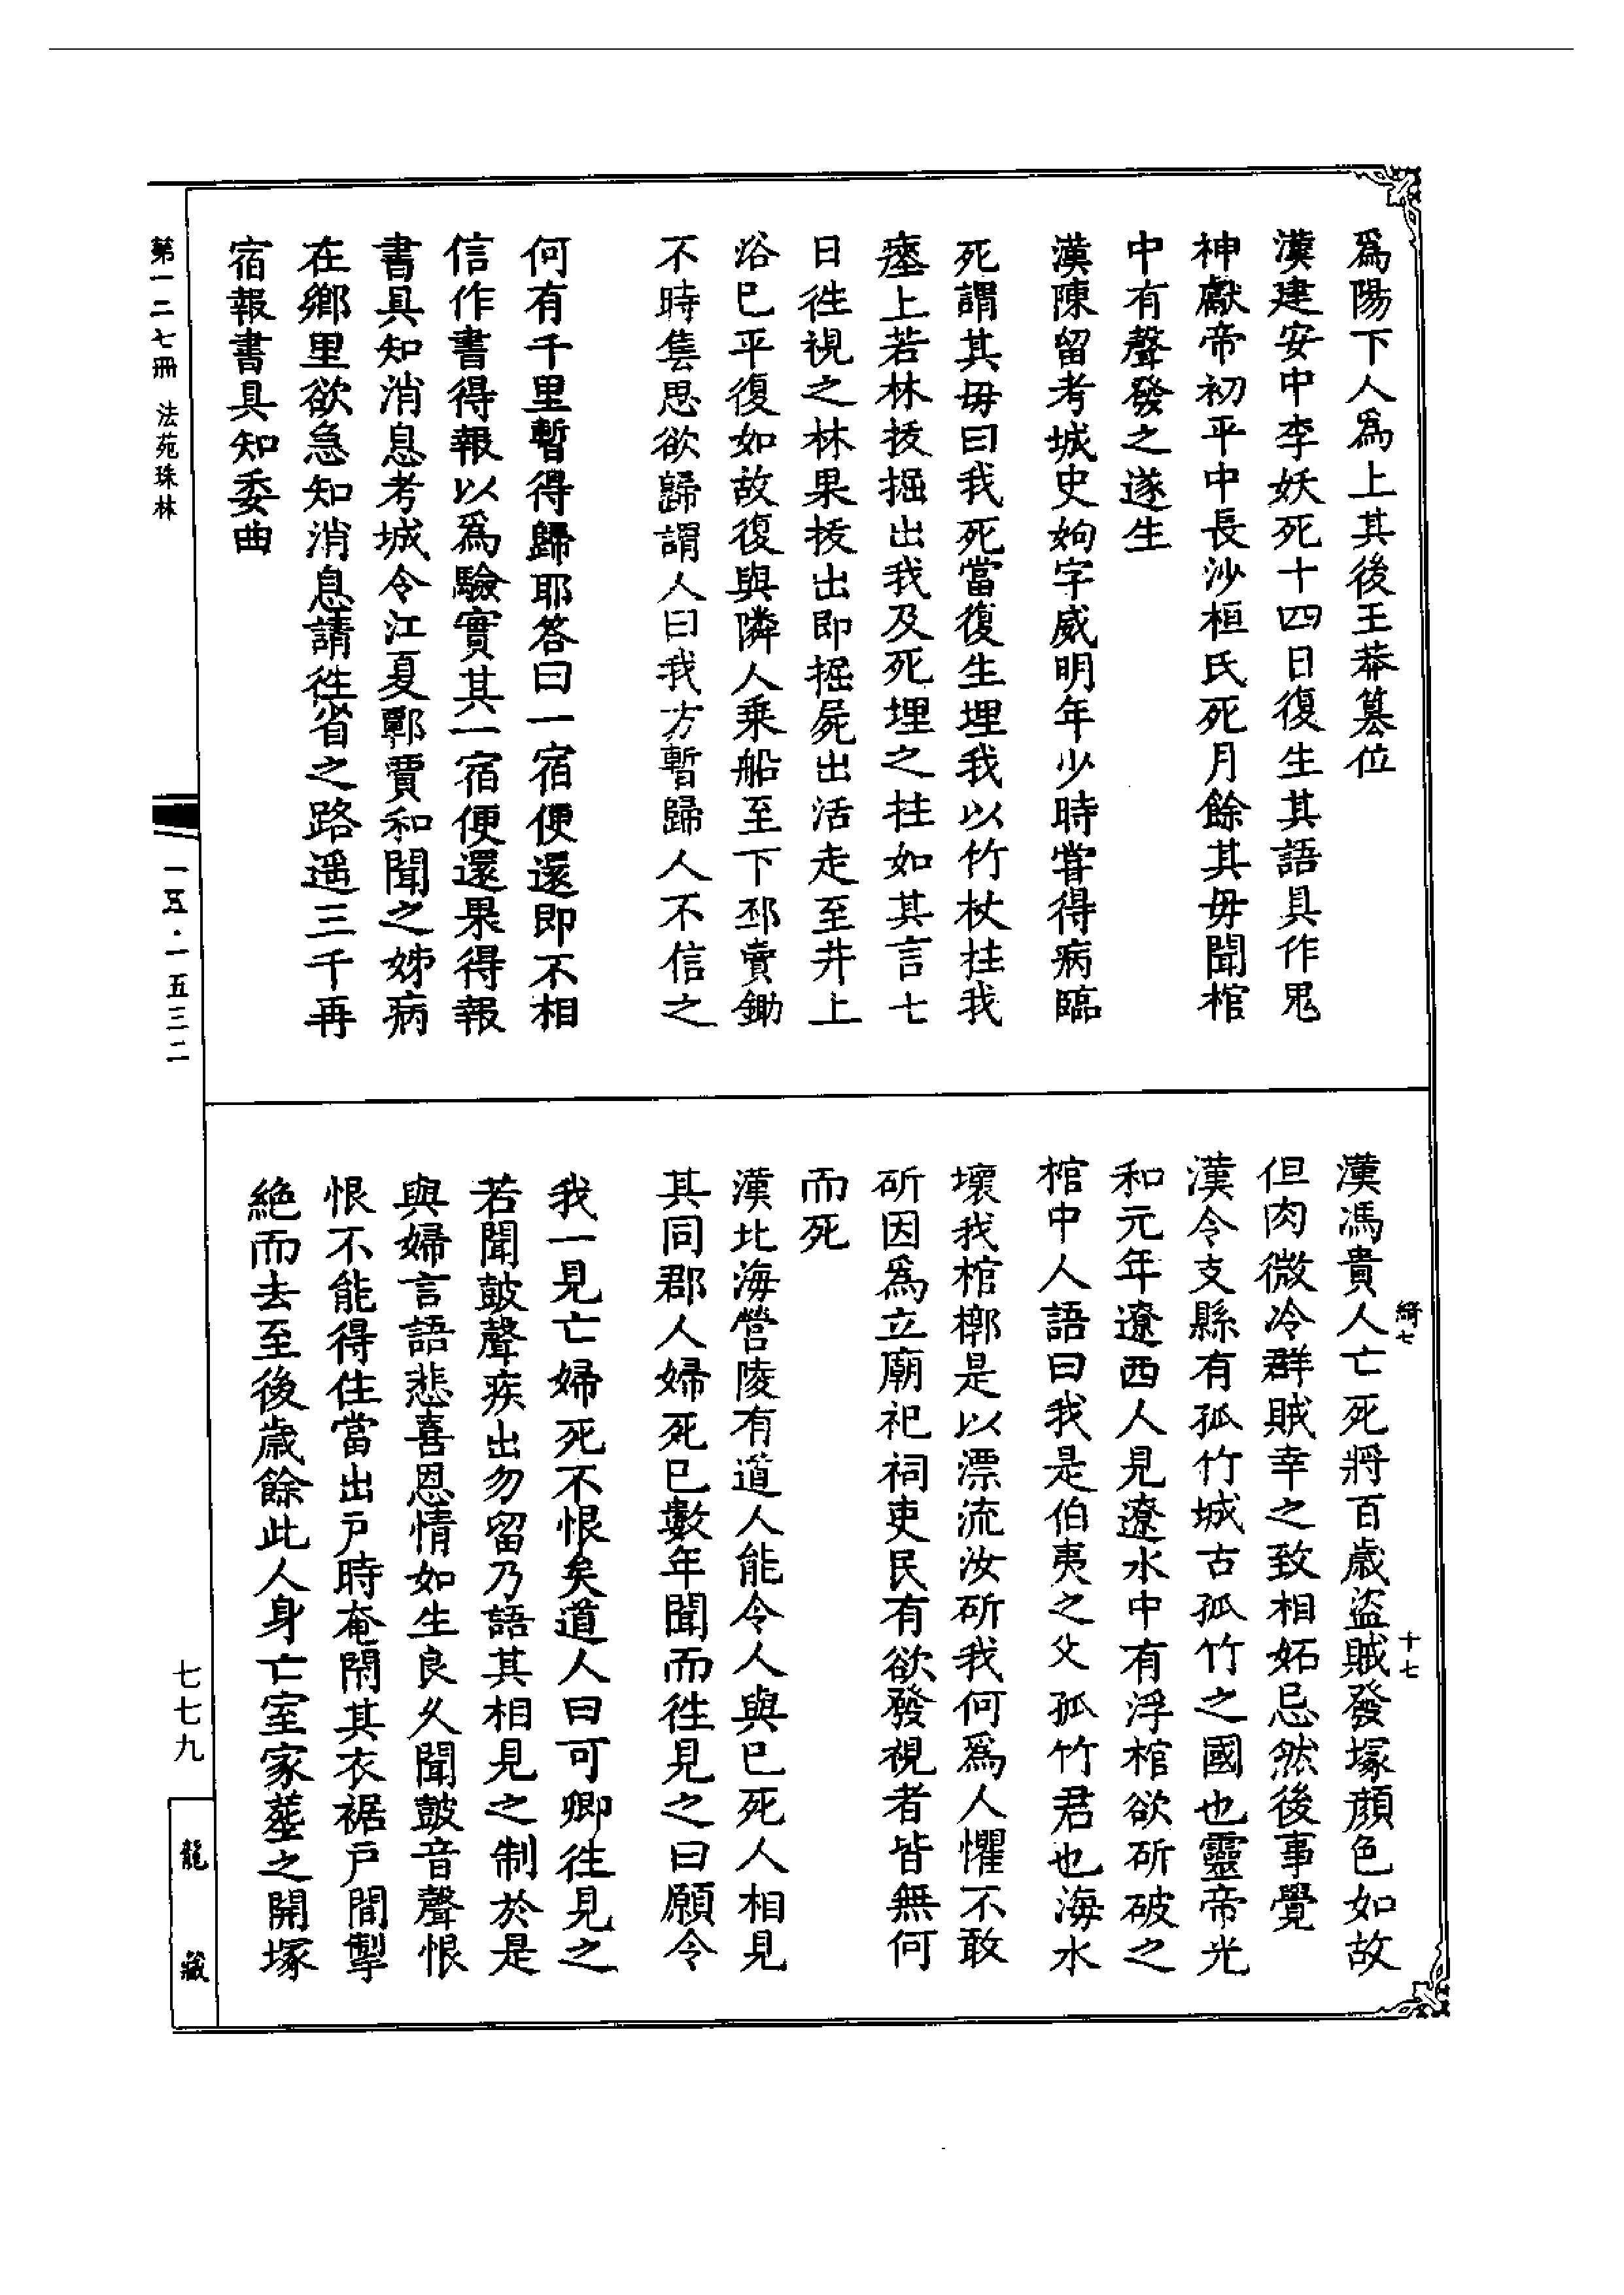 爲陽下人爲上其後王莽篡位
漢建安中李妖死十四日復生其語具作鬼
神獻帝初平中長沙桓氏死月餘其毋聞棺
中有聲發之遂生
漢陳留考城史姁字威明年少時甞得病臨
死謂其毋曰我死當復生埋我以竹杖拄我
瘞上若林拔掘出我及死埋之拄如其言七
日徃視之林果拔出即掘屍出活走至井上
浴巳平復如故復與隣人乗船至下邳賣鋤
不時售思欲歸謂人曰我方暫歸人不信之
何有千里暫得歸耶答曰一宿便還即不相
信作書得報以爲驗實其一宿便還果得報
書具知消息考城令江夏鄳賈和聞之姊病
在鄉里欲急知消息請徃省之路遥三千再
宿報書具知委曲
漢馮貴人亡死將百歲盜賊發塚顔色如故
但肉微冷群賊幸之致相妬忌然後事覺
漢令支縣有孤竹城古孤竹之國也靈帝光
和元年遼西人見遼水中有浮棺欲斫破之
棺中人語曰我是伯夷之父孤竹君也海水
壞我棺槨是以漂流汝斫我何爲人懼不敢
斫因爲立廟祀祠吏民有欲發視者皆無何
而死
漢北海營陵有道人能令人與巳死人相見
其同郡人婦死巳數年聞而徃見之曰願令
我一見亡婦死不恨矣道人曰可卿徃見之
若聞鼓聲疾出勿留乃語其相見之制於是
與婦言語悲喜恩情如生良久聞鼓音聲恨
恨不能得住當出戸時奄閇其衣裾戸間掣
絶而去至後歲餘此人身亡室家葬之開塚
綺七
十七
第一二七冊 法苑珠林
一五·一五三二
七七九
龍藏